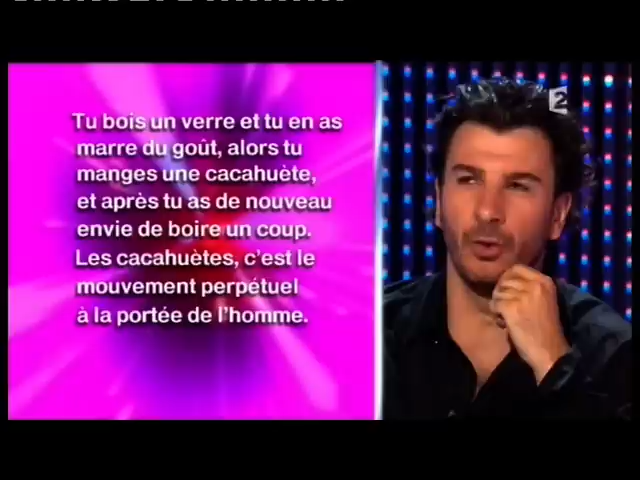 Tu bois un verre et tu en as
marre du goût, alors tu
manges une cacahuète,
et après tu as de nouveau
envie de boire un coup.
Les cacahuètes, c'est le
mouvement perpétuel
à la portée de l'homme.
2